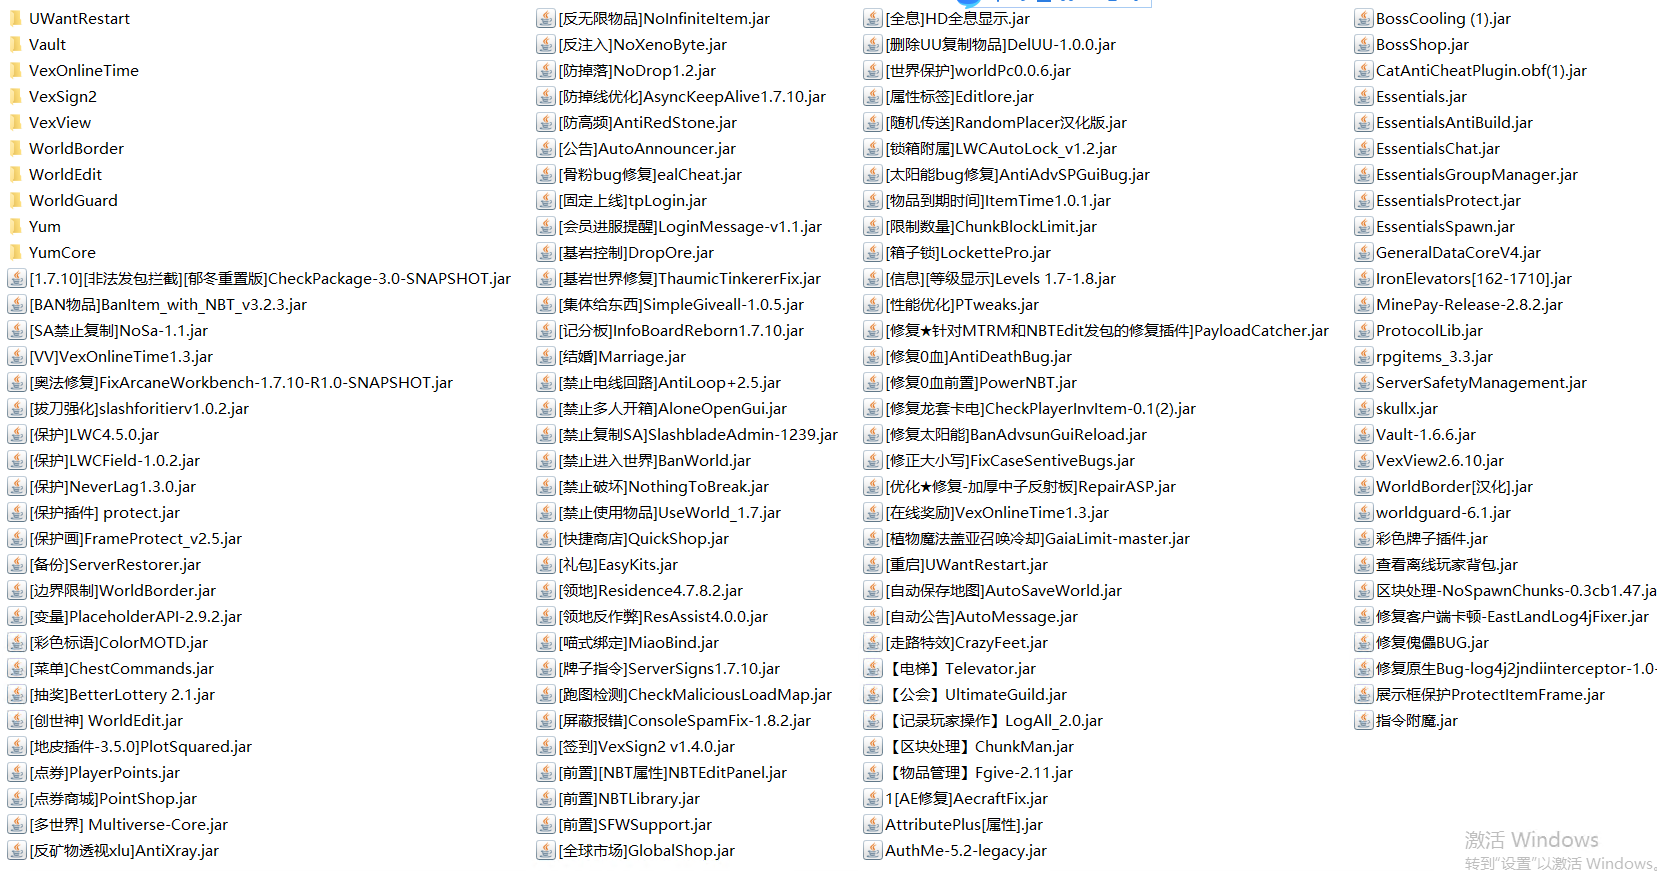 UWantRestart
Vault
VexOnlineTime
VexSign2
VexView
WorldBorder
WorldEdit
WorldGuard
Yum
YumCore
[1.7.10][非法发包拦截][郁冬重置版]CheckPackage-3.0-SNAPSHOT.jar
[BAN物品]BanItem_with_NBT_v3.2.3.jar
[SA禁止复制]NoSa-1.1.jar
[VV]VexOnlineTime1.3.jar
[奥法修复]FixArcaneWorkbench-1.7.10-R1.0-SNAPSHOT.jar
[拔刀强化]slashforitierv1.0.2.jar
[保护]LWC4.5.0.jar
[保护]LWCField-1.0.2.jar
[保护]NeverLag1.3.0.jar
[保护插件] protect.jar
[保护画]FrameProtect_v2.5.jar
[备份]ServerRestorer.jar
[边界限制]WorldBorder.jar
[变量]PlaceholderAPI-2.9.2.jar
[彩色标语]ColorMOTD.jar
[菜单]ChestCommands.jar
[抽奖]BetterLottery 2.1.jar
[创世神] WorldEdit.jar
[地皮插件-3.5.0]PlotSquared.jar
[点券]PlayerPoints.jar
[点券商城]PointShop.jar
[多世界] Multiverse-Core.jar
[反矿物透视xlu]AntiXray.jar
[反无限物品]NoInfiniteItem.jar
[反注入]NoXenoByte.jar
[防掉落]NoDrop1.2.jar
[防掉线优化]AsyncKeepAlive1.7.10.jar
[防高频]AntiRedStone.jar
[公告]AutoAnnouncer.jar
[骨粉bug修复]ealCheat.jar
[固定上线]tpLogin.jar
[会员进服提醒]LoginMessage-v1.1.jar
[基岩控制]DropOre.jar
[基岩世界修复]ThaumicTinkererFix.jar
[集体给东西]SimpleGiveall-1.0.5.jar
[记分板]InfoBoardReborn1.7.10.jar
[结婚]Marriage.jar
[禁止电线回路]AntiLoop+2.5.jar
[禁止多人开箱]AloneOpenGui.jar
[禁止复制SA]SlashbladeAdmin-1239.jar
[禁止进入世界]BanWorld.jar
[禁止破坏]NothingToBreak.jar
[禁止使用物品]UseWorld_1.7.jar
[快捷商店]QuickShop.jar
[礼包]EasyKits.jar
[领地]Residence4.7.8.2.jar
[领地反作弊]ResAssist4.0.0.jar
[喵式绑定]MiaoBind.jar
[牌子指令]ServerSigns1.7.10.jar
[跑图检测]CheckMaliciousLoadMap.jar
[屏蔽报错]ConsoleSpamFix-1.8.2.jar
[签到]VexSign2 v1.4.0.jar
[前置][NBT属性]NBTEditPanel.jar
[前置]NBTLibrary.jar
[前置]SFWSupport.jar
[全球市场]GlobalShop.jar
[全息]HD全息显示.jar
[删除UU复制物品]DelUU-1.0.0.jar
[世界保护]worldPc0.0.6.jar
[属性标签]Editlore.jar
[随机传送]RandomPlacer汉化版.jar
[锁箱附属]LWCAutoLock_v1.2.jar
[太阳能bug修复]AntiAdvSPGuiBug.jar
[物品到期时间]ItemTime1.0.1.jar
[限制数量]ChunkBlockLimit.jar
[箱子锁]LockettePro.jar
[信息][等级显示]Levels 1.7-1.8.jar
[性能优化]PTweaks.jar
[修复★针对MTRM和NBTEdit发包的修复插件]PayloadCatcher.jar
[修复0血]AntiDeathBug.jar
[修复0血前置]PowerNBT.jar
[修复龙套卡电]CheckPlayerInvItem-0.1(2).jar
[修复太阳能]BanAdvsunGuiReload.jar
[修正大小写]FixCaseSentiveBugs.jar
[优化★修复-加厚中子反射板]RepairASP.jar
[在线奖励]VexOnlineTime1.3.jar
[植物魔法盖亚召唤冷却]GaiaLimit-master.jar
[重启]UWantRestart.jar
[自动保存地图]AutoSaveWorld.jar
[自动公告]AutoMessage.jar
[走路特效]CrazyFeet.jar
【电梯】Televator.jar
【公会】UltimateGuild.jar
【记录玩家操作】LogAll_2.0.jar
【区块处理】ChunkMan.jar
【物品管理】Fgive-2.11.jar
1[AE修复]AecraftFix.jar
AttributePlus[属性].jar
AuthMe-5.2-legacy.jar
BossCooling (1).jar
BossShop.jar
CatAntiCheatPlugin.obf(1).jar
Essentials.jar
EssentialsAntiBuild.jar
EssentialsChat.jar
EssentialsGroupManager.jar
EssentialsProtect.jar
EssentialsSpawn.jar
GeneralDataCoreV4.jar
IronElevators[162-1710].jar
MinePay-Release-2.8.2.jar
ProtocolLib.jar
rpgitems_3.3.jar
ServerSafetyManagement.jar
skullx.jar
Vault-1.6.6.jar
VexView2.6.10.jar
WorldBorder[汉化].jar
worldguard-6.1.jar
彩色牌子插件.jar
查看离线玩家背包.jar
区块处理-NoSpawnChunks-0.3cb1.47.ja
修复客户端卡顿-EastLandLog4jFixer.jar
修复傀儡BUG.jar
修复原生Bug-log4j2jndiinterceptor-1.0-
展示框保护ProtectItemFrame.jar
指令附魔.jar
激活 Windows
转到"设置"以激活 Windows。